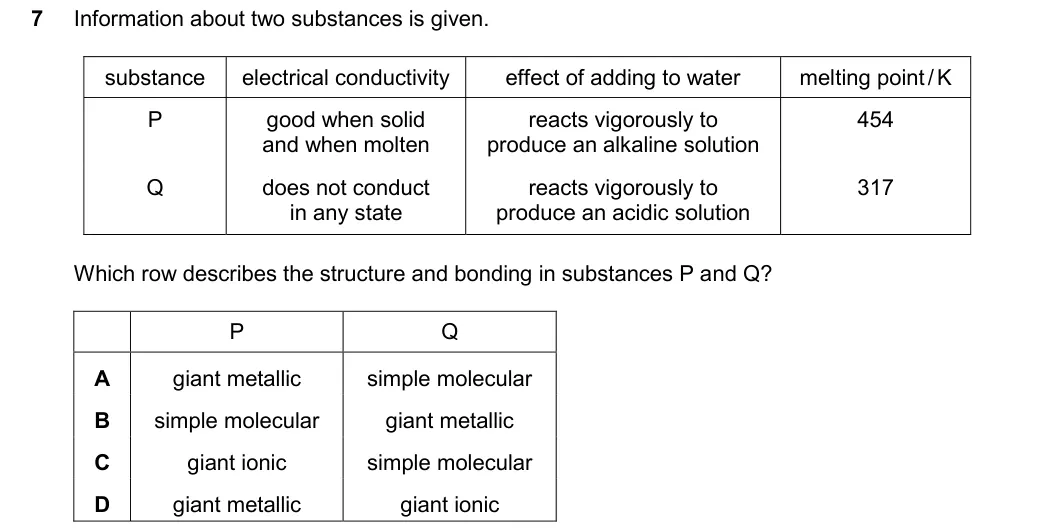 7 Information about two substances is given.
substance electrical conductivity effect of adding to water melting point / K
P good when solid reacts vigorously to 454
and when molten produce an alkaline solution
Q does not conduct reacts vigorously to 317
in any state produce an acidic solution
Which row describes the structure and bonding in substances P and Q?
P Q
A giant metallic simple molecular
B simple molecular giant metallic
C giant ionic simple molecular
D giant metallic giant ionic